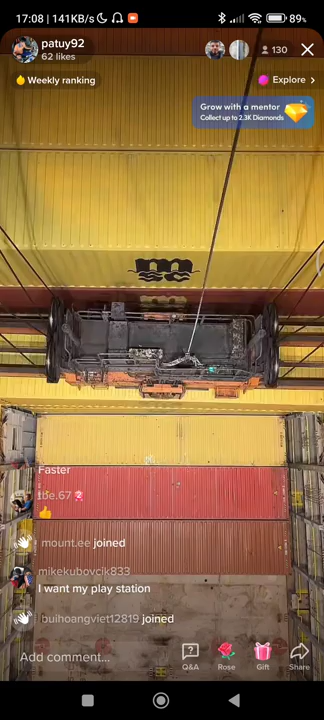 17:08 | 141KB/s
89%
patuy92
62 likes
130
Weekly ranking
Explore >
Grow with a mentor
Collect up to 2.3K Diamonds
Faster
👍
mount.ee joined
mikekubovcik833
I want my play station
buihoangviet12819 joined
Add comment...
Q&A
Rose
Gift
Share